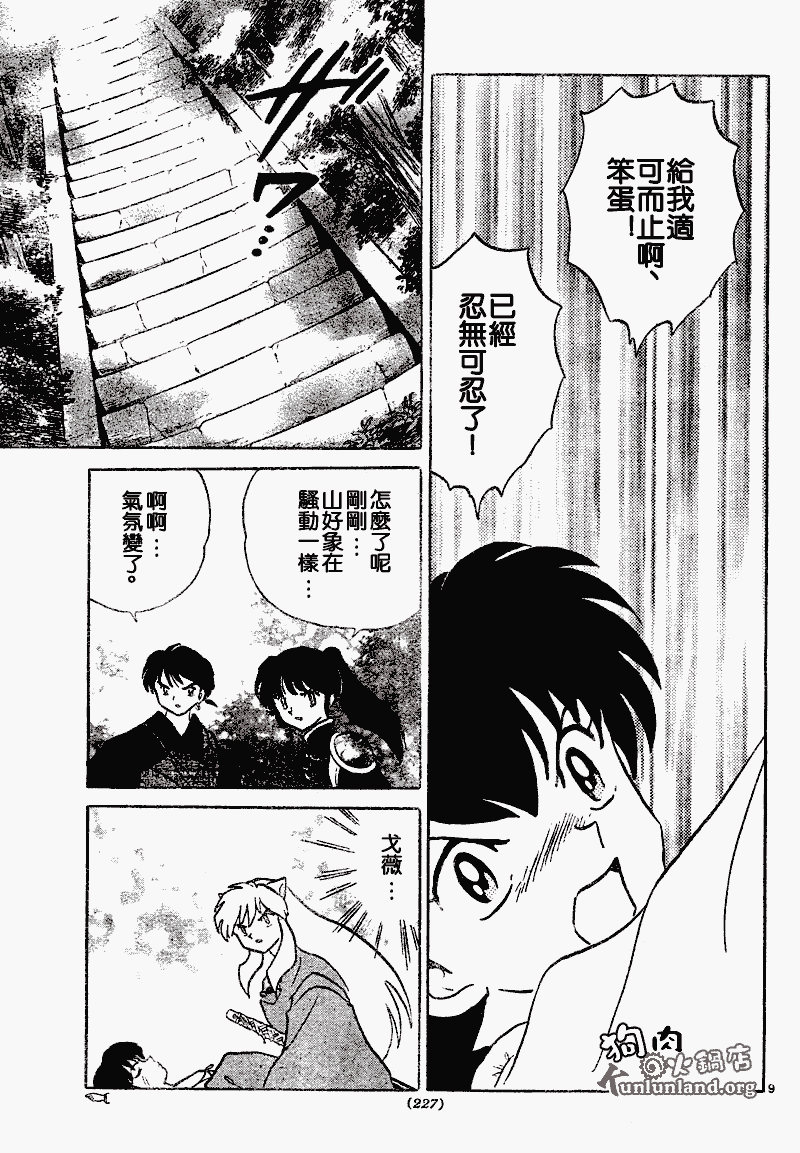 給我適
可而止啊、
笨蛋！
已經
忍無可忍了！
ザワ…
怎麼了呢
剛剛…
山好象在
騷動一樣…
啊啊…
氣氛變了。
戈薇…
狗肉
火鍋店
Kunlunland.org
9
(227)